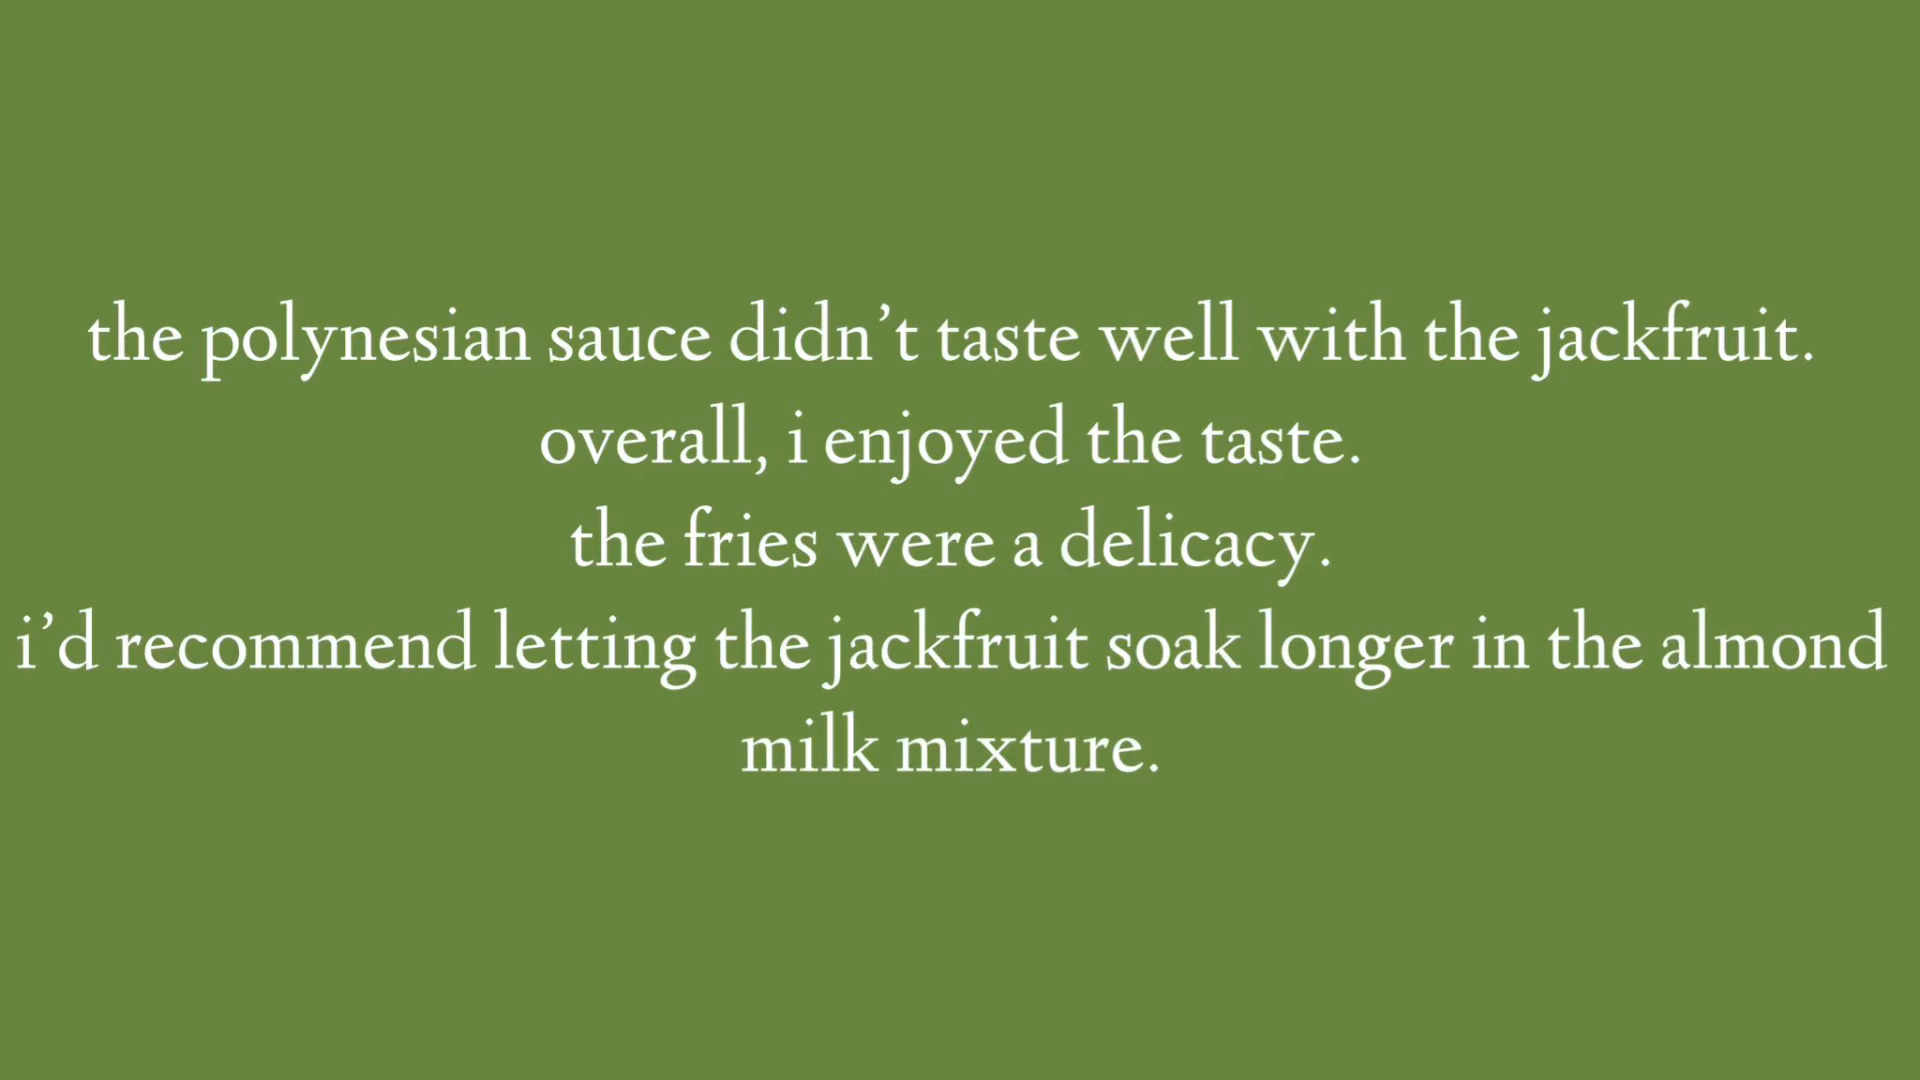 the polynesian sauce didn’t taste well with the jackfruit.
overall, i enjoyed the taste.
the fries were a delicacy.
i’d recommend letting the jackfruit soak longer in the almond
milk mixture.